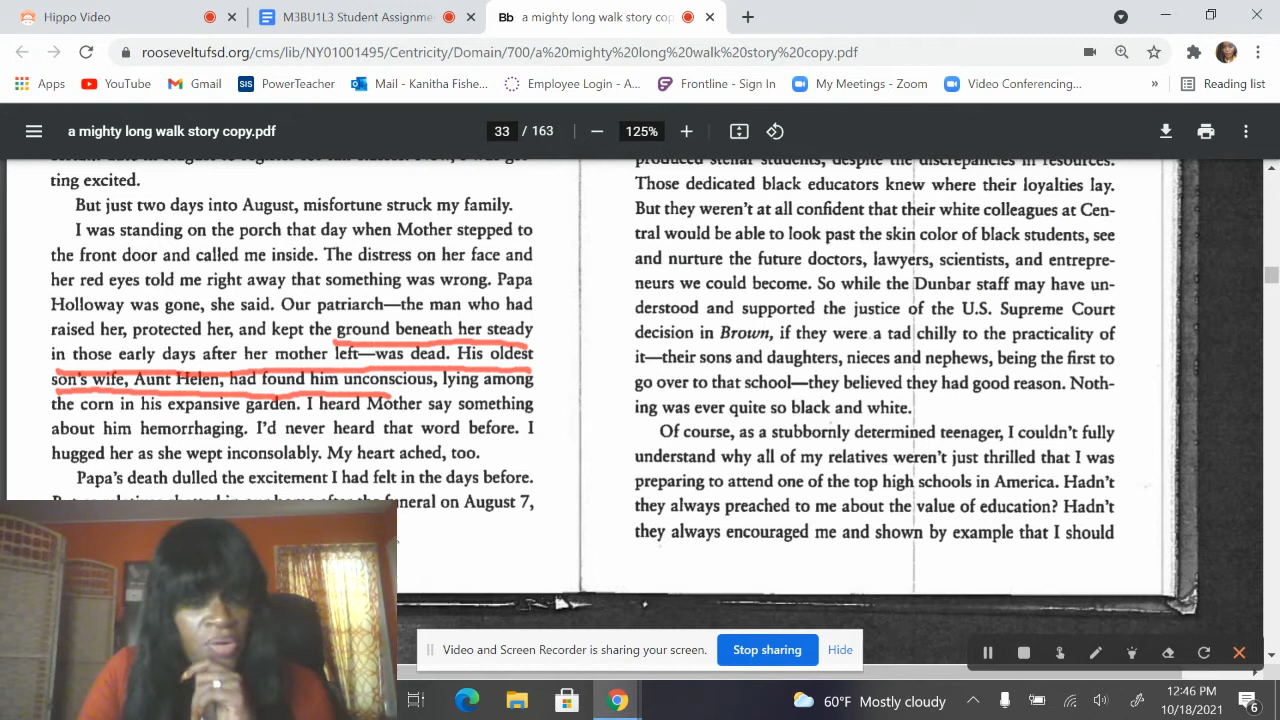 Hippo Video
M3BU1L3 Student Assignme
Bb a mighty long walk story cop
rooseveltufsd.org/cms/lib/NY01001495/Centricity/Domain/700/a%20mighty%20long%20walk%20story%20copy.pdf
Apps YouTube Gmail SIS PowerTeacher Mail - Kanitha Fishe... Employee Login - A... Frontline - Sign In My Meetings - Zoom Video Conferencing... » Reading list
a mighty long walk story copy.pdf 33 / 163 125%
ting excited.
But just two days into August, misfortune struck my family.
I was standing on the porch that day when Mother stepped to
the front door and called me inside. The distress on her face and
her red eyes told me right away that something was wrong. Papa
Holloway was gone, she said. Our patriarch—the man who had
raised her, protected her, and kept the ground beneath her steady
in those early days after her mother left—was dead. His oldest
son's wife, Aunt Helen, had found him unconscious, lying among
the corn in his expansive garden. I heard Mother say something
about him hemorrhaging. I'd never heard that word before. I
hugged her as she wept inconsolably. My heart ached, too.
Papa's death dulled the excitement I had felt in the days before.
funeral on August 7,
produced stellar students, despite the discrepancies in resources.
Those dedicated black educators knew where their loyalties lay.
But they weren't at all confident that their white colleagues at Cen-
tral would be able to look past the skin color of black students, see
and nurture the future doctors, lawyers, scientists, and entrepre-
neurs we could become. So while the Dunbar staff may have un-
derstood and supported the justice of the U.S. Supreme Court
decision in Brown, if they were a tad chilly to the practicality of
it—their sons and daughters, nieces and nephews, being the first to
go over to that school—they believed they had good reason. Noth-
ing was ever quite so black and white.
Of course, as a stubbornly determined teenager, I couldn't fully
understand why all of my relatives weren't just thrilled that I was
preparing to attend one of the top high schools in America. Hadn't
they always preached to me about the value of education? Hadn't
they always encouraged me and shown by example that I should
Video and Screen Recorder is sharing your screen. Stop sharing Hide
60°F Mostly cloudy
12:46 PM
10/18/2021
6